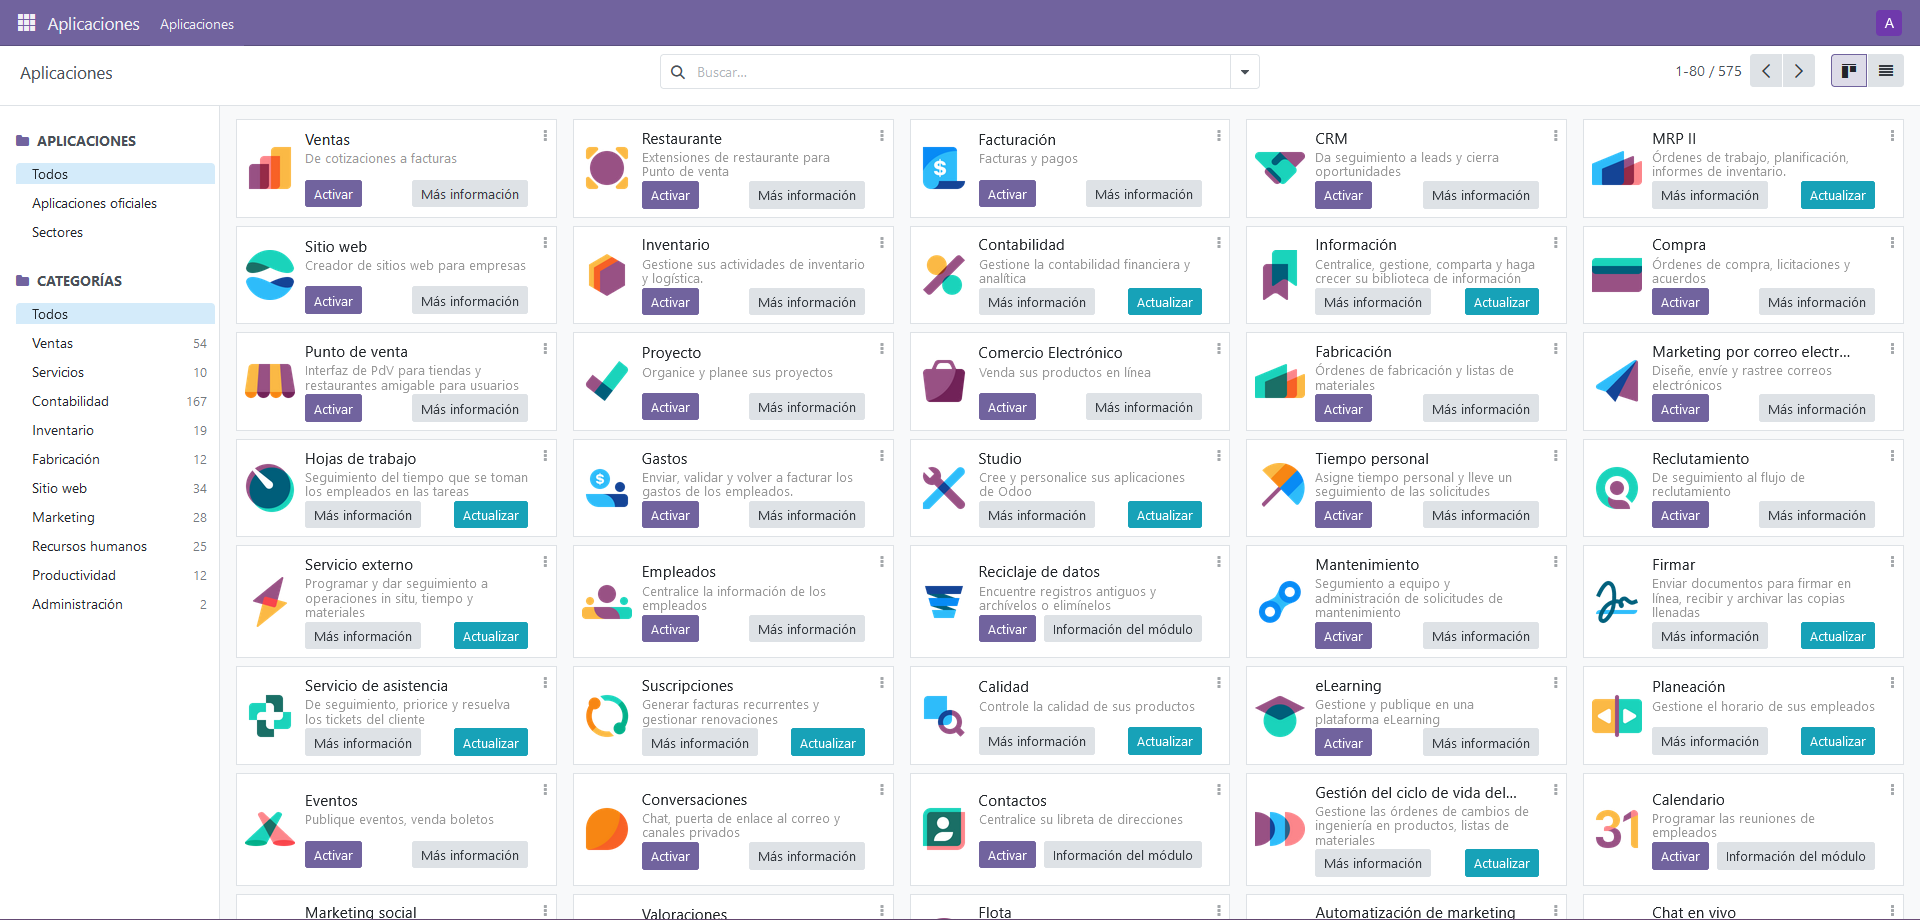 Aplicaciones Aplicaciones A
Aplicaciones
Buscar...
1-80 / 575
APLICACIONES
Todos
Aplicaciones oficiales
Sectores
CATEGORÍAS
Todos
Ventas 54
Servicios 10
Contabilidad 167
Inventario 19
Fabricación 12
Sitio web 34
Marketing 28
Recursos humanos 25
Productividad 12
Administración 2
Ventas
De cotizaciones a facturas
Activar Más información
Restaurante
Extensiones de restaurante para
Punto de venta
Activar Más información
Facturación
Facturas y pagos
Activar Más información
CRM
Da seguimiento a leads y cierra
oportunidades
Activar Más información
MRP II
Órdenes de trabajo, planificación,
informes de inventario.
Más información Actualizar
Sitio web
Creador de sitios web para empresas
Activar Más información
Inventario
Gestione sus actividades de inventario
y logística.
Activar Más información
Contabilidad
Gestione la contabilidad financiera y
analítica
Más información Actualizar
Información
Centralice, gestione, comparta y haga
crecer su biblioteca de información
Más información Actualizar
Compra
Órdenes de compra, licitaciones y
acuerdos
Activar Más información
Punto de venta
Interfaz de PdV para tiendas y
restaurantes amigable para usuarios
Activar Más información
Proyecto
Organice y planee sus proyectos
Activar Más información
Comercio Electrónico
Venda sus productos en línea
Activar Más información
Fabricación
Órdenes de fabricación y listas de
materiales
Activar Más información
Marketing por correo electr...
Diseñe, envíe y rastree correos
electrónicos
Activar Más información
Hojas de trabajo
Seguimiento del tiempo que se toman
los empleados en las tareas
Más información Actualizar
Gastos
Enviar, validar y volver a facturar los
gastos de los empleados.
Activar Más información
Studio
Cree y personalice sus aplicaciones
de Odoo
Más información Actualizar
Tiempo personal
Asigne tiempo personal y lleve un
seguimiento de las solicitudes
Activar Más información
Reclutamiento
De seguimiento al flujo de
reclutamiento
Activar Más información
Servicio externo
Programar y dar seguimiento a
operaciones in situ, tiempo y
materiales
Más información Actualizar
Empleados
Centralice la información de los
empleados
Activar Más información
Reciclaje de datos
Encuentre registros antiguos y
archívelos o elimínelos
Activar Información del módulo
Mantenimiento
Segumiento a equipo y
administración de solicitudes de
mantenimiento
Activar Más información
Firmar
Enviar documentos para firmar en
línea, recibir y archivar las copias
llenadas
Más información Actualizar
Servicio de asistencia
De seguimiento, priorice y resuelva
los tickets del cliente
Más información Actualizar
Suscripciones
Generar facturas recurrentes y
gestionar renovaciones
Más información Actualizar
Calidad
Controle la calidad de sus productos
Más información Actualizar
eLearning
Gestione y publique en una
plataforma eLearning
Activar Más información
Planeación
Gestione el horario de sus empleados
Más información Actualizar
Eventos
Publique eventos, venda boletos
Activar Más información
Conversaciones
Chat, puerta de enlace al correo y
canales privados
Activar Más información
Contactos
Centralice su libreta de direcciones
Activar Información del módulo
Gestión del ciclo de vida del...
Gestione las órdenes de cambios de
ingeniería en productos, listas de
materiales
Más información Actualizar
31
Calendario
Programar las reuniones de
empleados
Activar Información del módulo
Marketing social
Valoraciones
Flota
Automatización de marketing
Chat en vivo